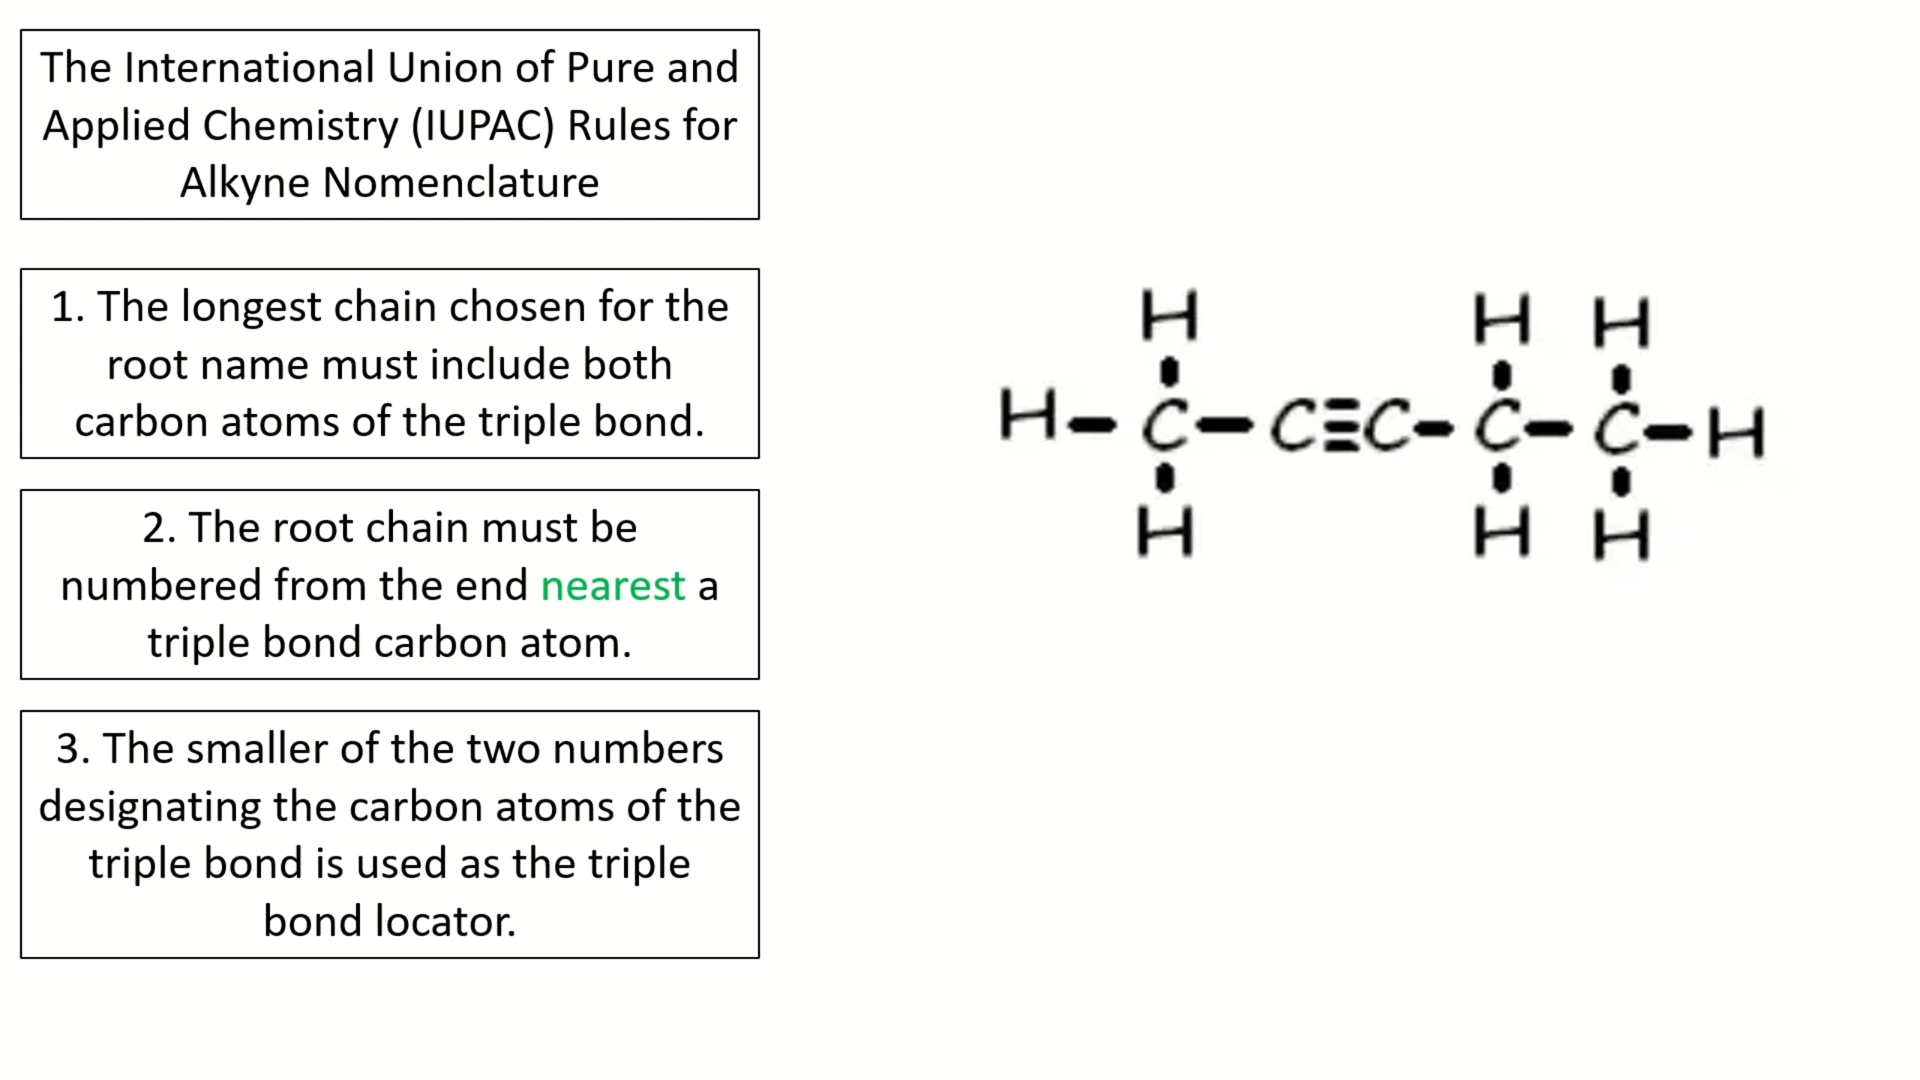 The International Union of Pure and
Applied Chemistry (IUPAC) Rules for
Alkyne Nomenclature
1. The longest chain chosen for the
root name must include both
carbon atoms of the triple bond.
2. The root chain must be
numbered from the end nearest a
triple bond carbon atom.
3. The smaller of the two numbers
designating the carbon atoms of the
triple bond is used as the triple
bond locator.
H H H
H-C-C≡C-C-C-H
H H H